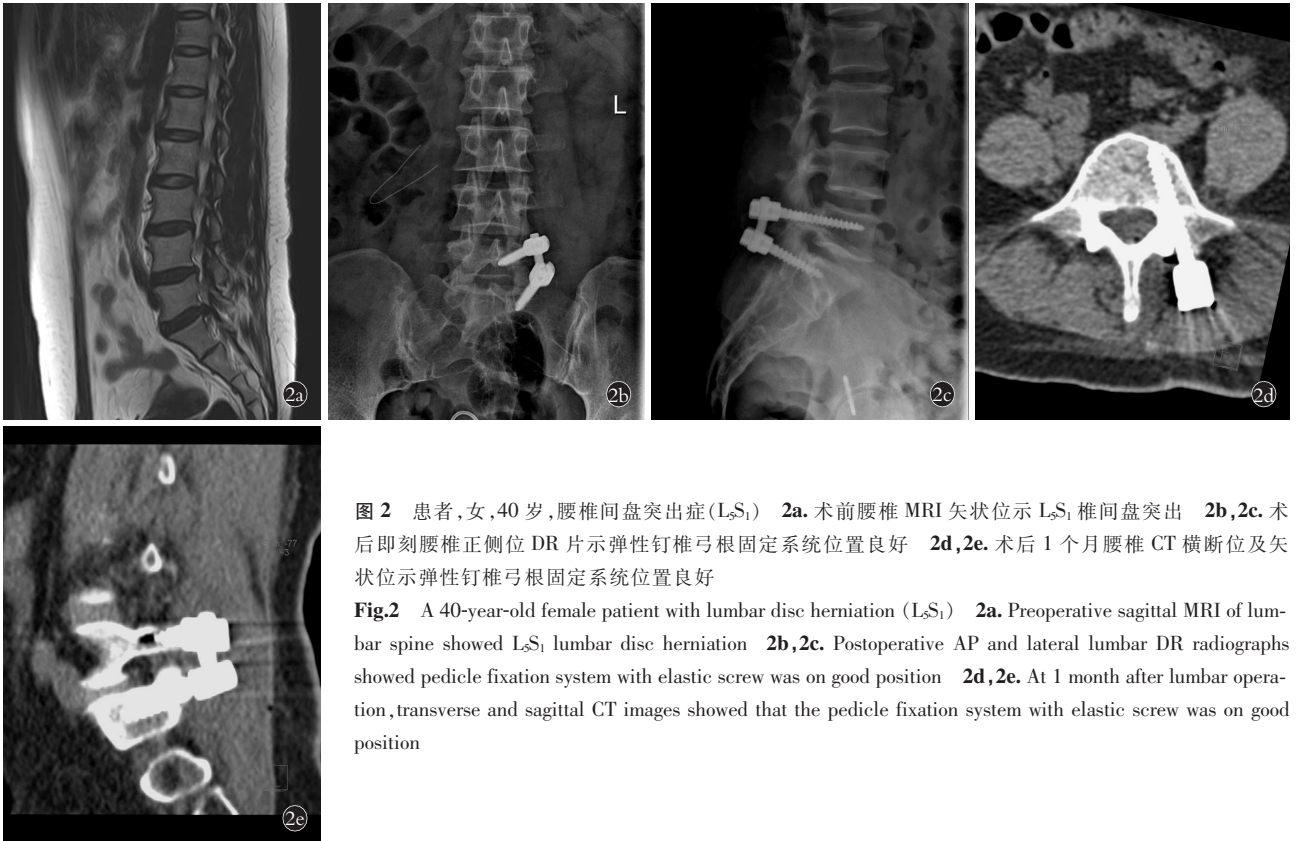 2a
2b
L
2c
2d
2e
图 2 患者,女,40 岁,腰椎间盘突出症(L5S1) 2a. 术前腰椎 MRI 矢状位示 L5S1 椎间盘突出 2b,2c. 术
后即刻腰椎正侧位 DR 片示弹性钉椎弓根固定系统位置良好 2d,2e. 术后 1 个月腰椎 CT 横断位及矢
状位示弹性钉椎弓根固定系统位置良好
Fig.2 A 40-year-old female patient with lumbar disc herniation (L5S1) 2a. Preoperative sagittal MRI of lum-
bar spine showed L5S1 lumbar disc herniation 2b,2c. Postoperative AP and lateral lumbar DR radiographs
showed pedicle fixation system with elastic screw was on good position 2d,2e. At 1 month after lumbar opera-
tion,transverse and sagittal CT images showed that the pedicle fixation system with elastic screw was on good
position